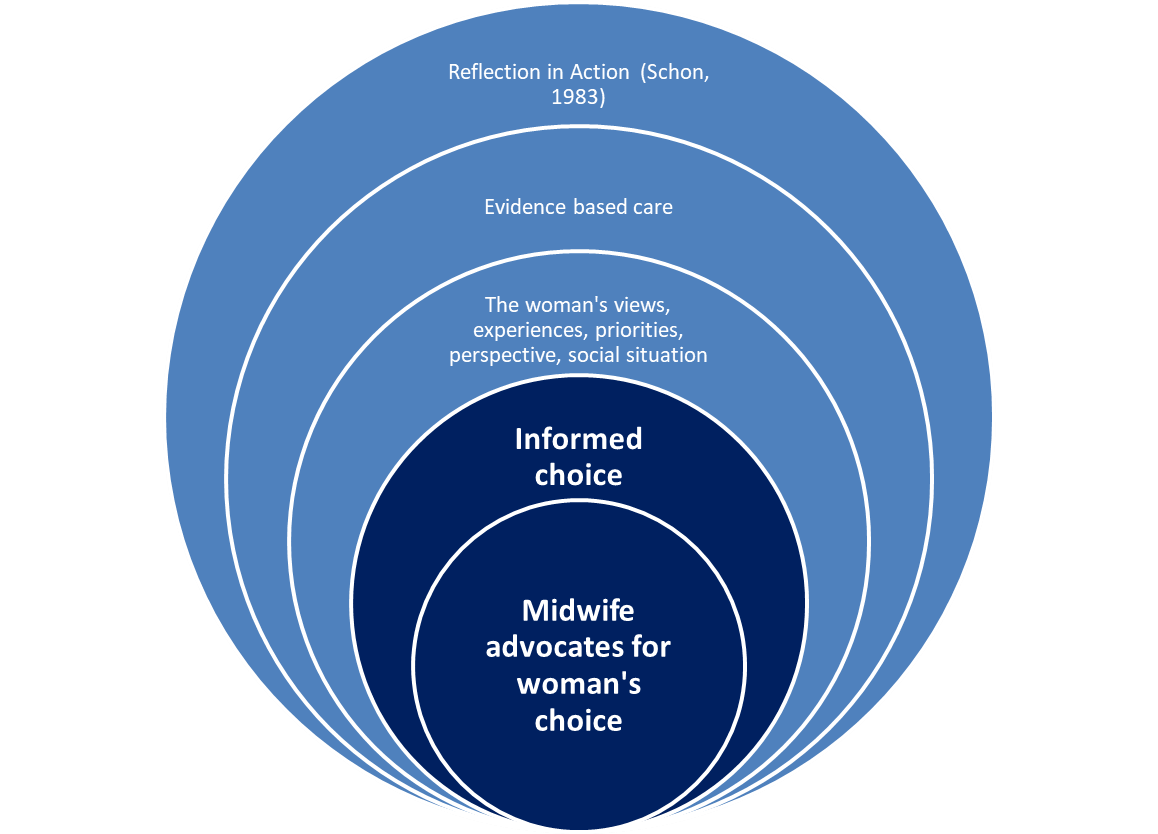 Reflection in Action (Schon,
1983)
Evidence based care
The woman's views,
experiences, priorities,
perspective, social situation
Informed
choice
Midwife
advocates for
woman's
choice